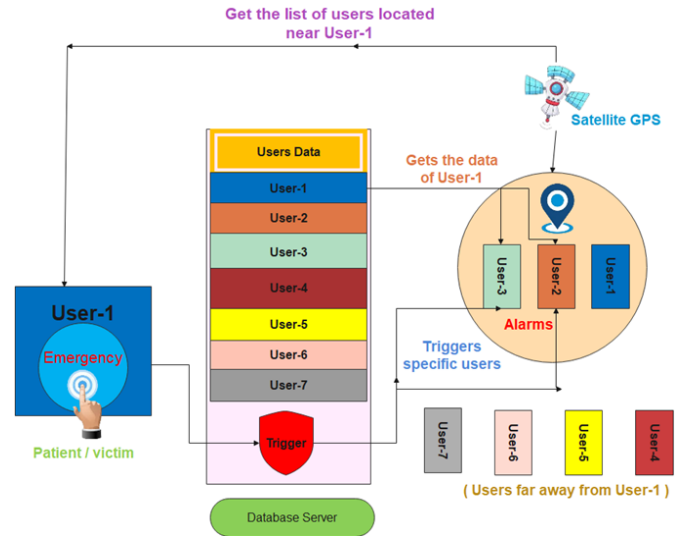 Get the list of users located
near User-1
Satellite GPS
Users Data
User-1
User-2
User-3
User-4
User-5
User-6
User-7
Trigger
Database Server
Gets the data
of User-1
User-3
User-2
User-1
Alarms
Triggers
specific users
User-1
Emergency
Patient / victim
User-7
User-6
User-5
User-4
( Users far away from User-1 )